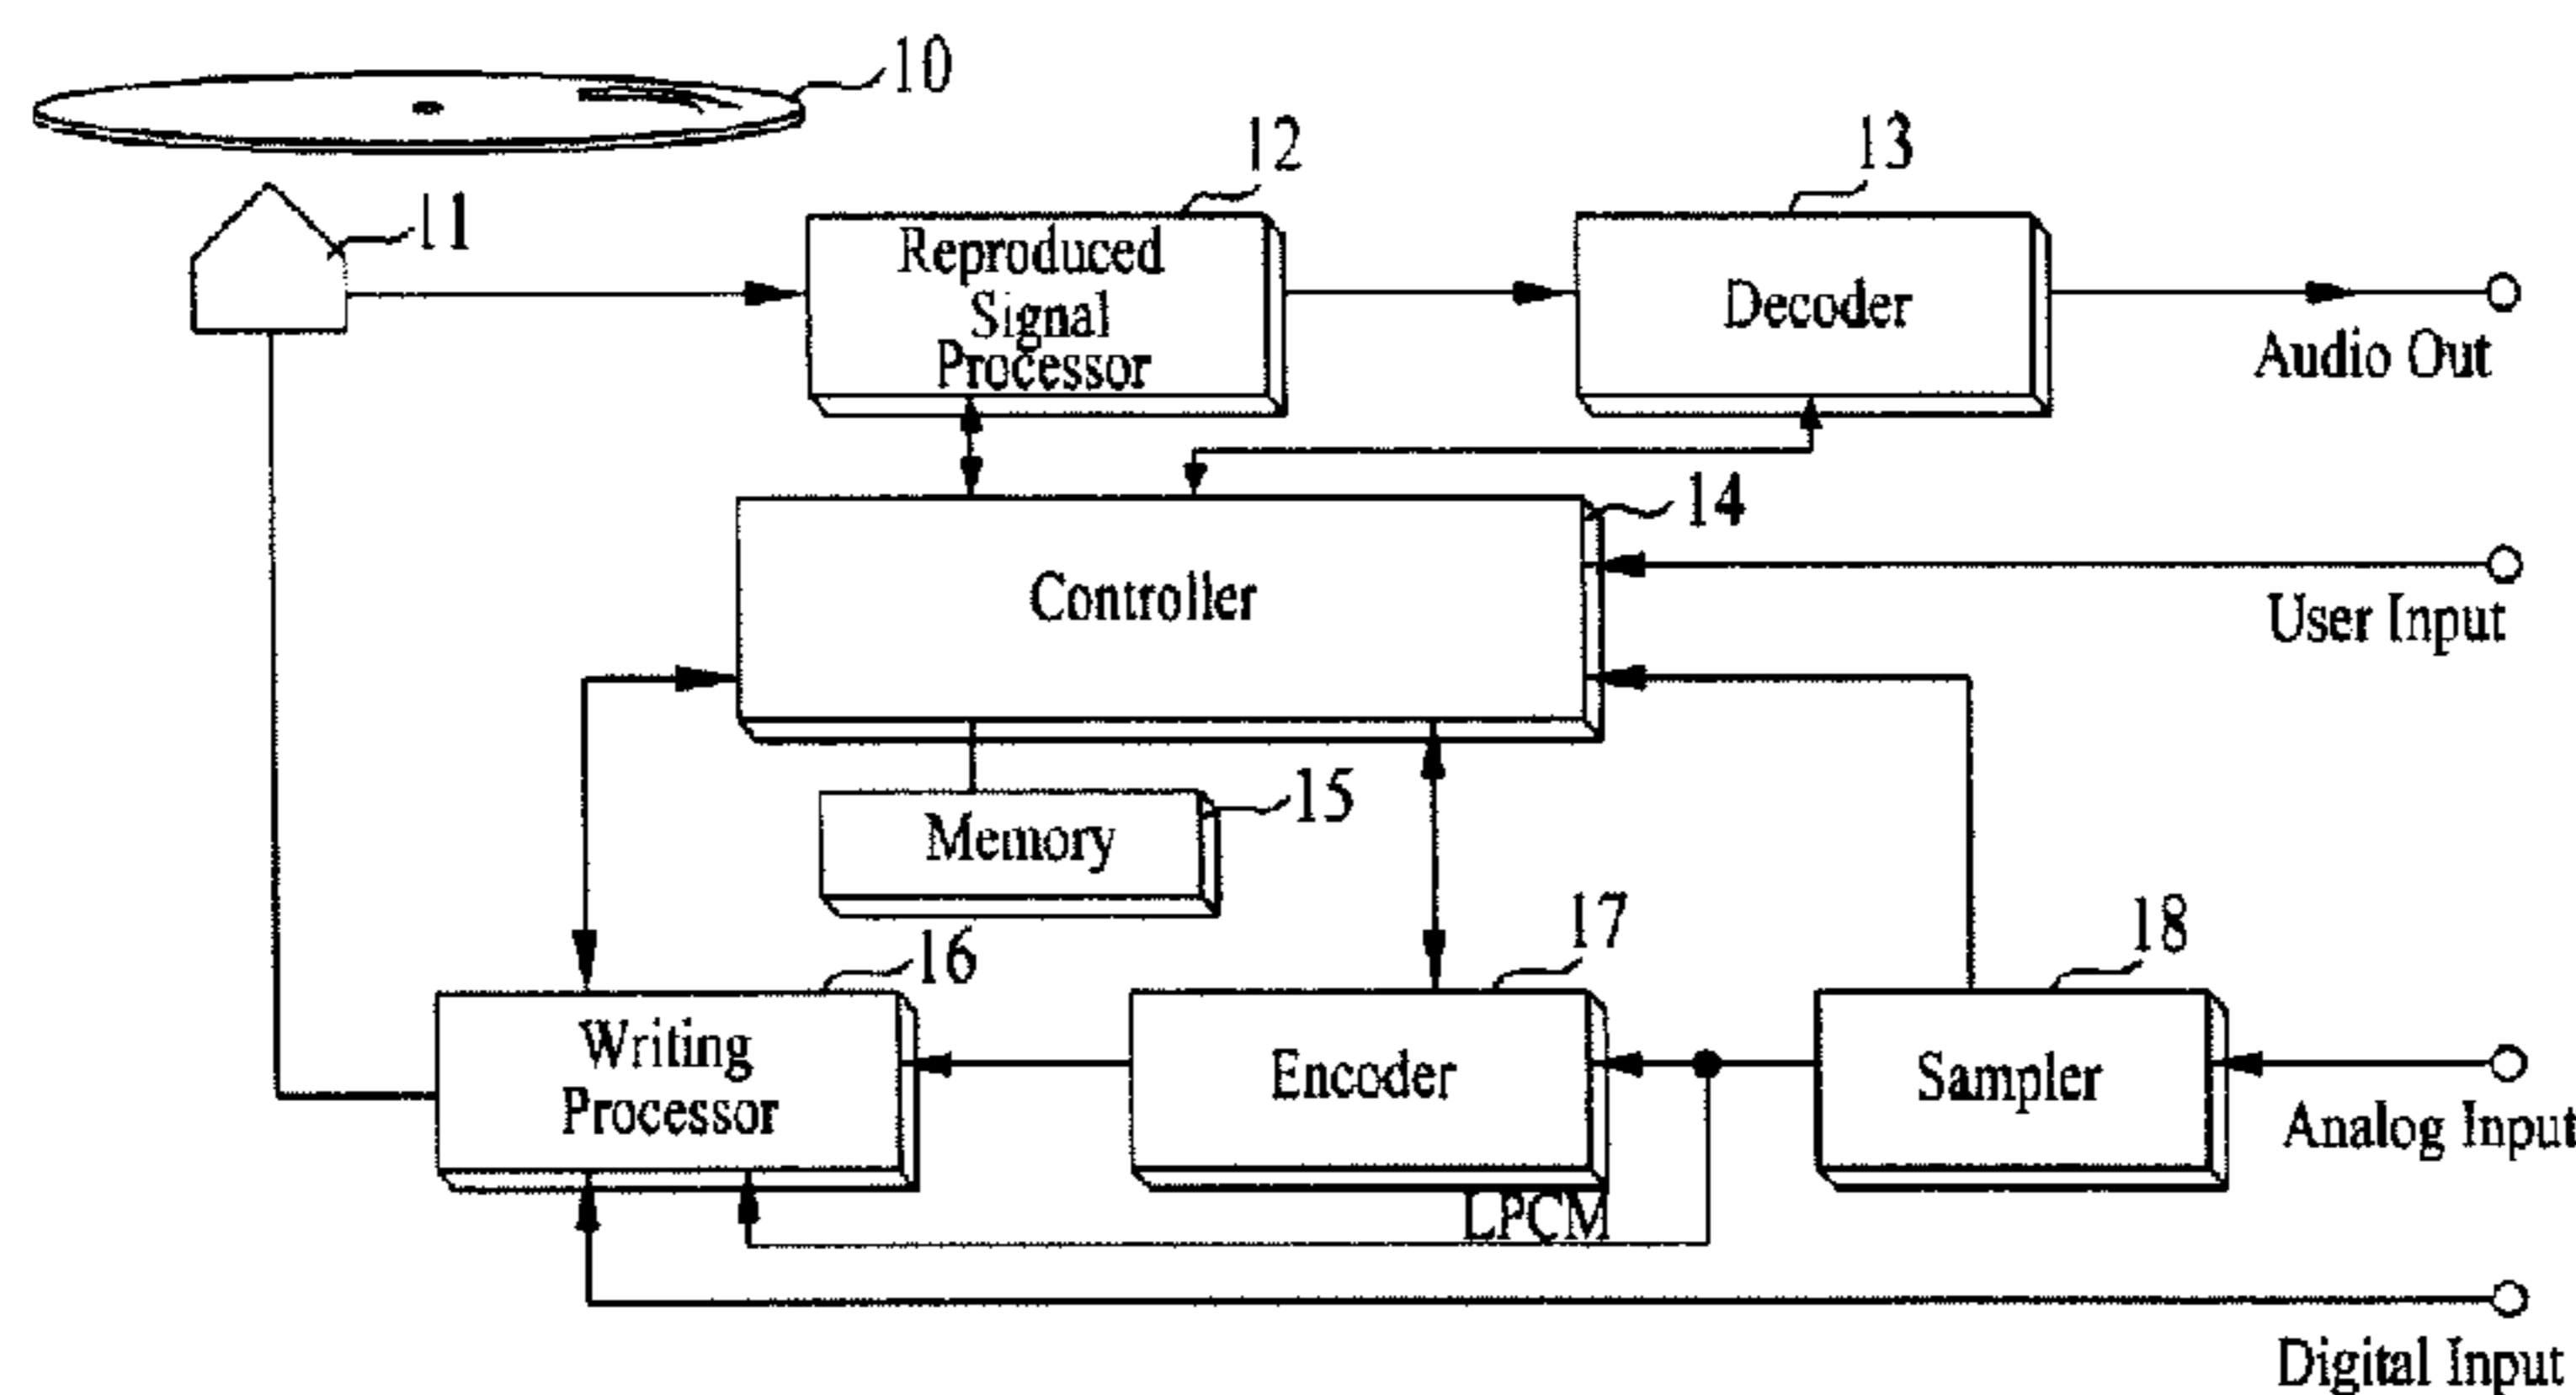 10
11
12
13
Reproduced
Signal
Processor
Decoder
Audio Out
14
Controller
User Input
15
Memory
16
17
18
Writing
Processor
Encoder
Sampler
Analog Input
LPCM
Digital Input